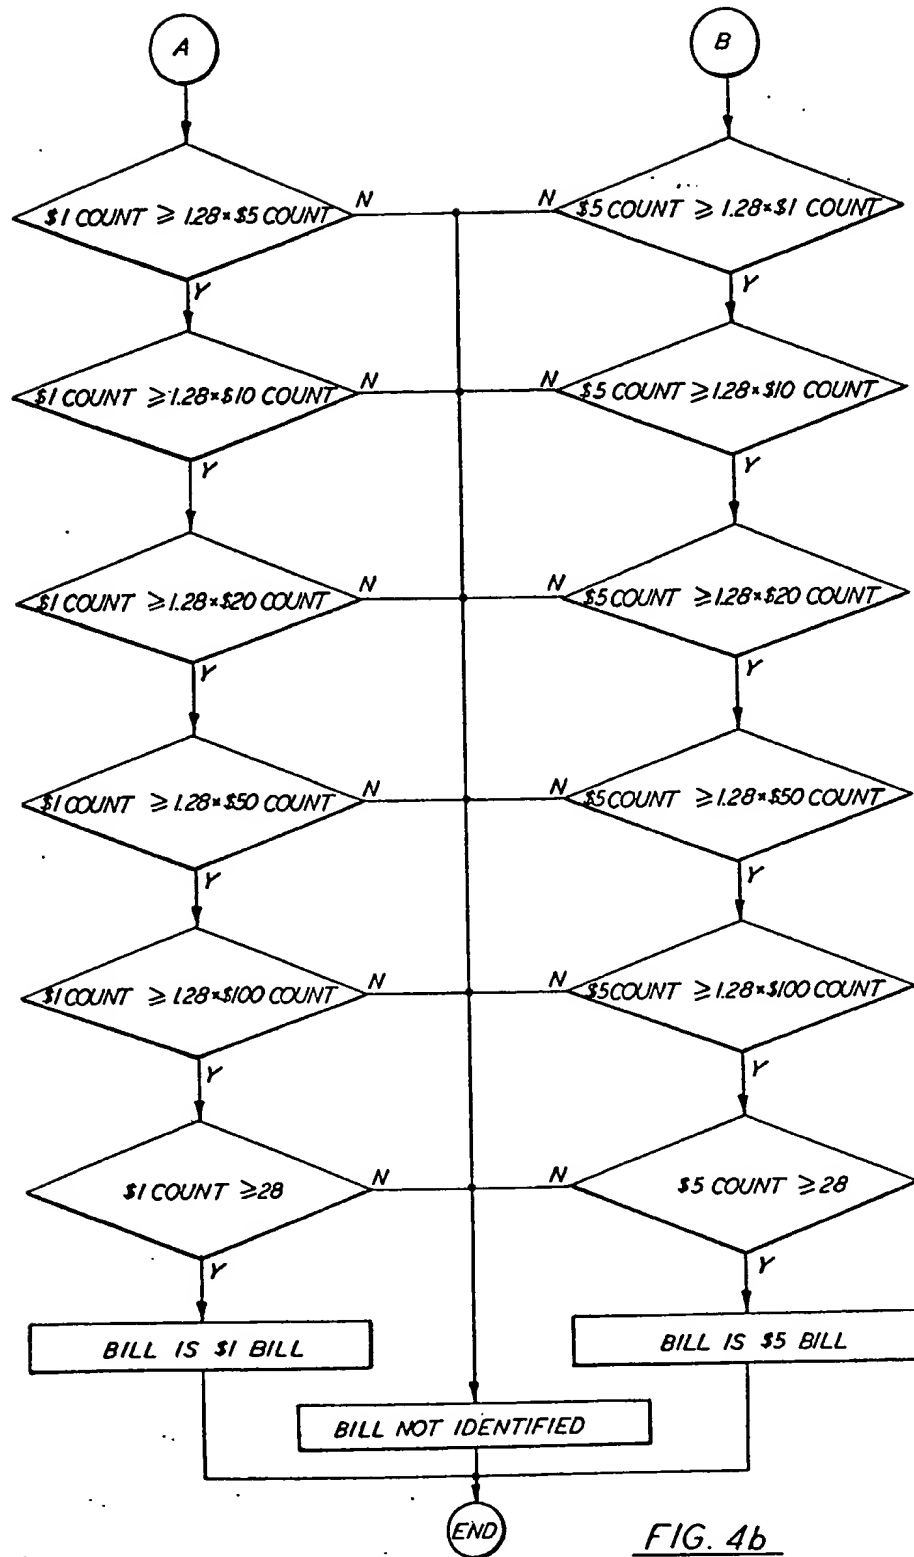 A
B
$1 COUNT ≥ 1.28×$5 COUNT
N
N
$5 COUNT ≥ 1.28×$1 COUNT
Y
Y
$1 COUNT ≥ 1.28×$10 COUNT
N
N
$5 COUNT ≥ 1.28×$10 COUNT
Y
Y
$1 COUNT ≥ 1.28×$20 COUNT
N
N
$5 COUNT ≥ 1.28×$20 COUNT
Y
Y
$1 COUNT ≥ 1.28×$50 COUNT
N
N
$5 COUNT ≥ 1.28×$50 COUNT
Y
Y
$1 COUNT ≥ 1.28×$100 COUNT
N
N
$5 COUNT ≥ 1.28×$100 COUNT
Y
Y
$1 COUNT ≥28
N
N
$5 COUNT ≥28
Y
Y
BILL IS $1 BILL
BILL IS $5 BILL
BILL NOT IDENTIFIED
END
FIG. 4b